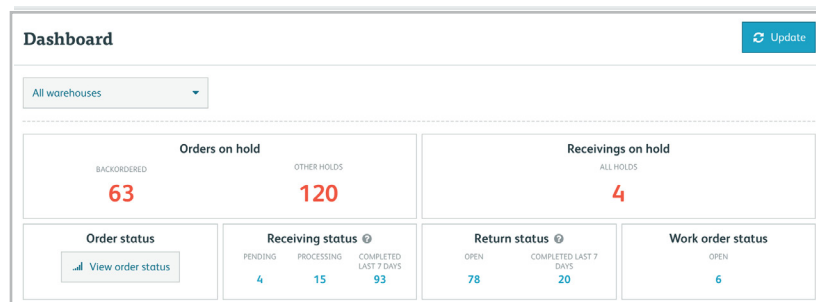 Dashboard
Update
All warehouses
Orders on hold
BACKORDERED
63
OTHER HOLDS
120
Receivings on hold
ALL HOLDS
4
Order status
View order status
Receiving status
PENDING
4
PROCESSING
15
COMPLETED
LAST 7 DAYS
93
Return status
OPEN
78
COMPLETED LAST 7
DAYS
20
Work order status
OPEN
6